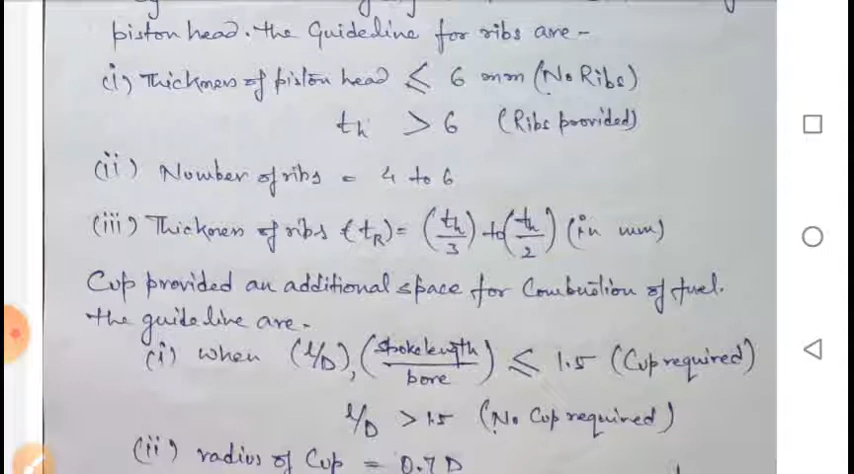 piston head. the Guideline for ribs are -
(i) Thickness of piston head ≤ 6 mm (No Ribs)
th > 6 (Ribs provided)
(ii) Number of ribs = 4 to 6
(iii) Thickness of ribs (tR) = (th/3) to (th/2) (in mm)
Cup provided an additional space for Combustion of fuel.
the guideline are -
(i) when (l/D), (stroke length/bore) ≤ 1.5 (Cup required)
l/D > 1.5 (No Cup required)
(ii) radius of Cup = 0.7 D